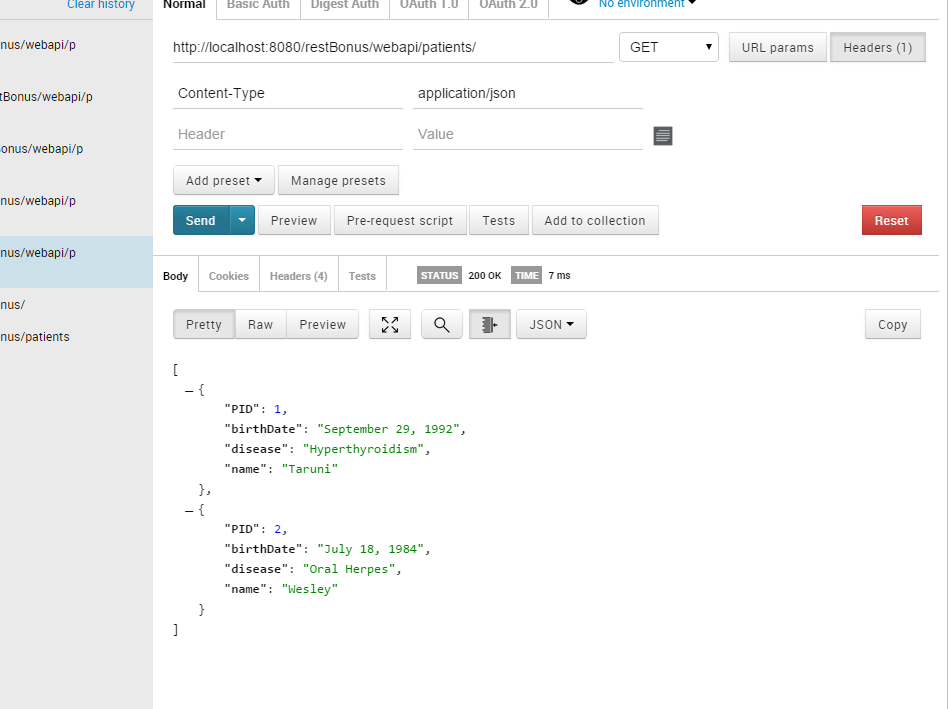 Clear history
Normal Basic Auth Digest Auth OAuth 1.0 OAuth 2.0 No environment
nus/webapi/p
tBonus/webapi/p
onus/webapi/p
nus/webapi/p
nus/webapi/p
nus/
nus/patients
http://localhost:8080/restBonus/webapi/patients/ GET URL params Headers (1)
Content-Type application/json
Header Value
Add preset Manage presets
Send Preview Pre-request script Tests Add to collection Reset
Body Cookies Headers (4) Tests STATUS 200 OK TIME 7 ms
Pretty Raw Preview JSON Copy
[
– {
"PID": 1,
"birthDate": "September 29, 1992",
"disease": "Hyperthyroidism",
"name": "Taruni"
},
– {
"PID": 2,
"birthDate": "July 18, 1984",
"disease": "Oral Herpes",
"name": "Wesley"
}
]